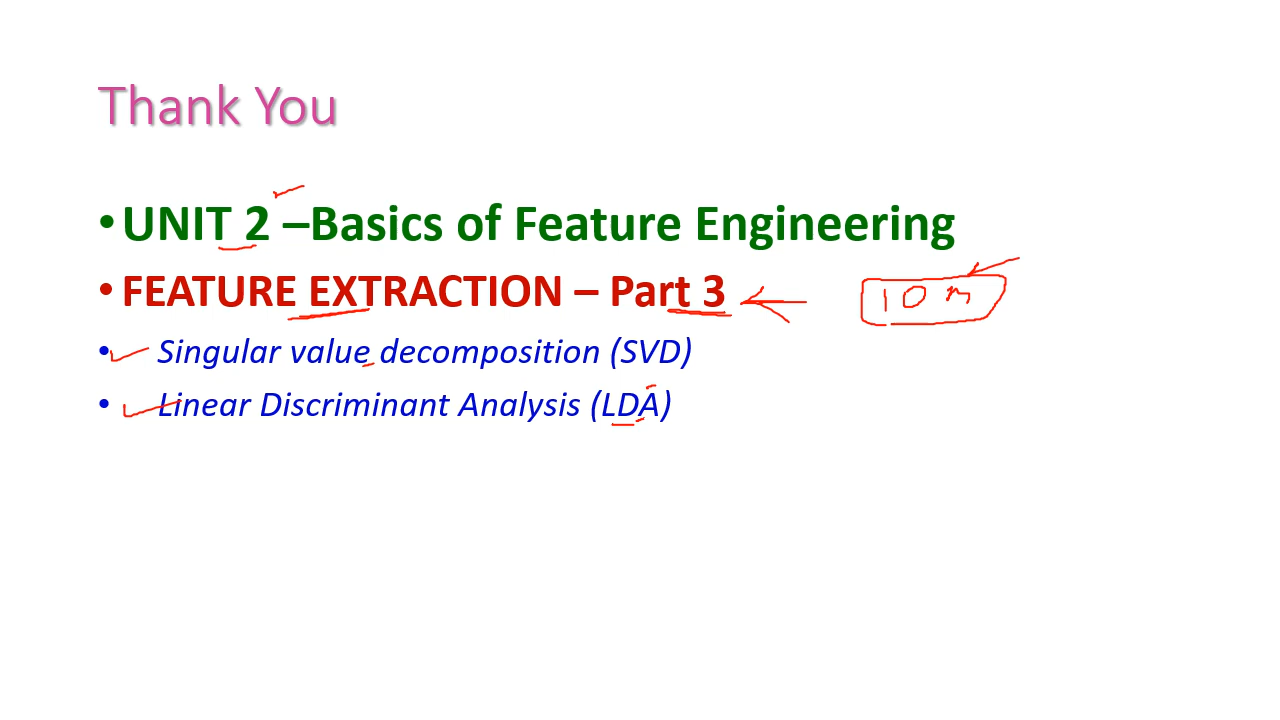 Thank You
•UNIT 2 –Basics of Feature Engineering
•FEATURE EXTRACTION – Part 3
10 m
• Singular value decomposition (SVD)
• Linear Discriminant Analysis (LDA)